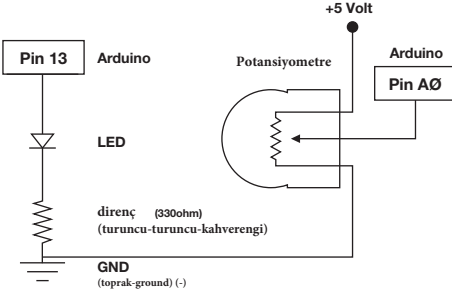 +5 Volt
Pin 13
Arduino
Potansiyometre
Arduino
Pin AØ
LED
direnç (330ohm)
(turuncu-turuncu-kahverengi)
GND
(toprak-ground) (-)